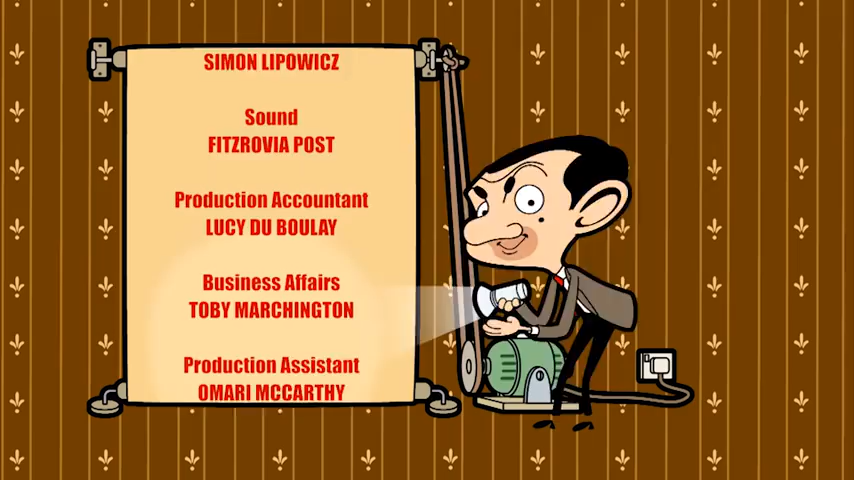 SIMON LIPOWICZ
Sound
FITZROVIA POST
Production Accountant
LUCY DU BOULAY
Business Affairs
TOBY MARCHINGTON
Production Assistant
OMARI MCCARTHY